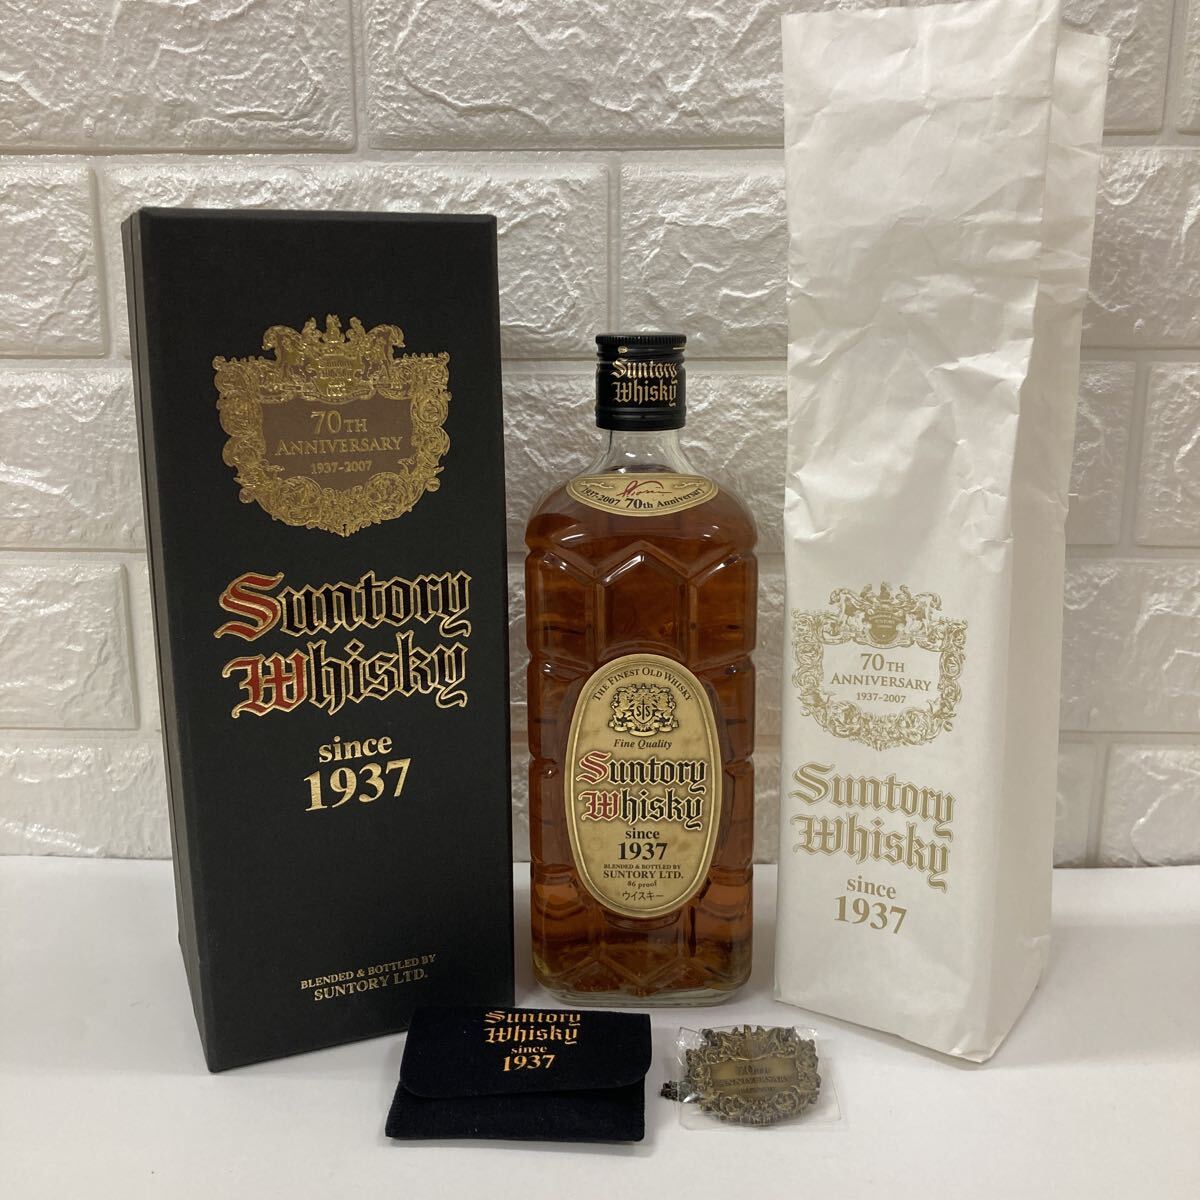 70TH
ANNIVERSARY
1937-2007
Suntory
Whisky
since
1937
BLENDED & BOTTLED BY
SUNTORY LTD.
Suntory
Whisky
1937-2007 70th Anniversary
THE FINEST OLD WHISKY
Fine Quality
Suntory
Whisky
since
1937
BLENDED & BOTTLED BY
SUNTORY LTD.
86 proof
ウイスキー
70TH
ANNIVERSARY
1937-2007
Suntory
Whisky
since
1937
Suntory
Whisky
since
1937
70TH
ANNIVERSARY